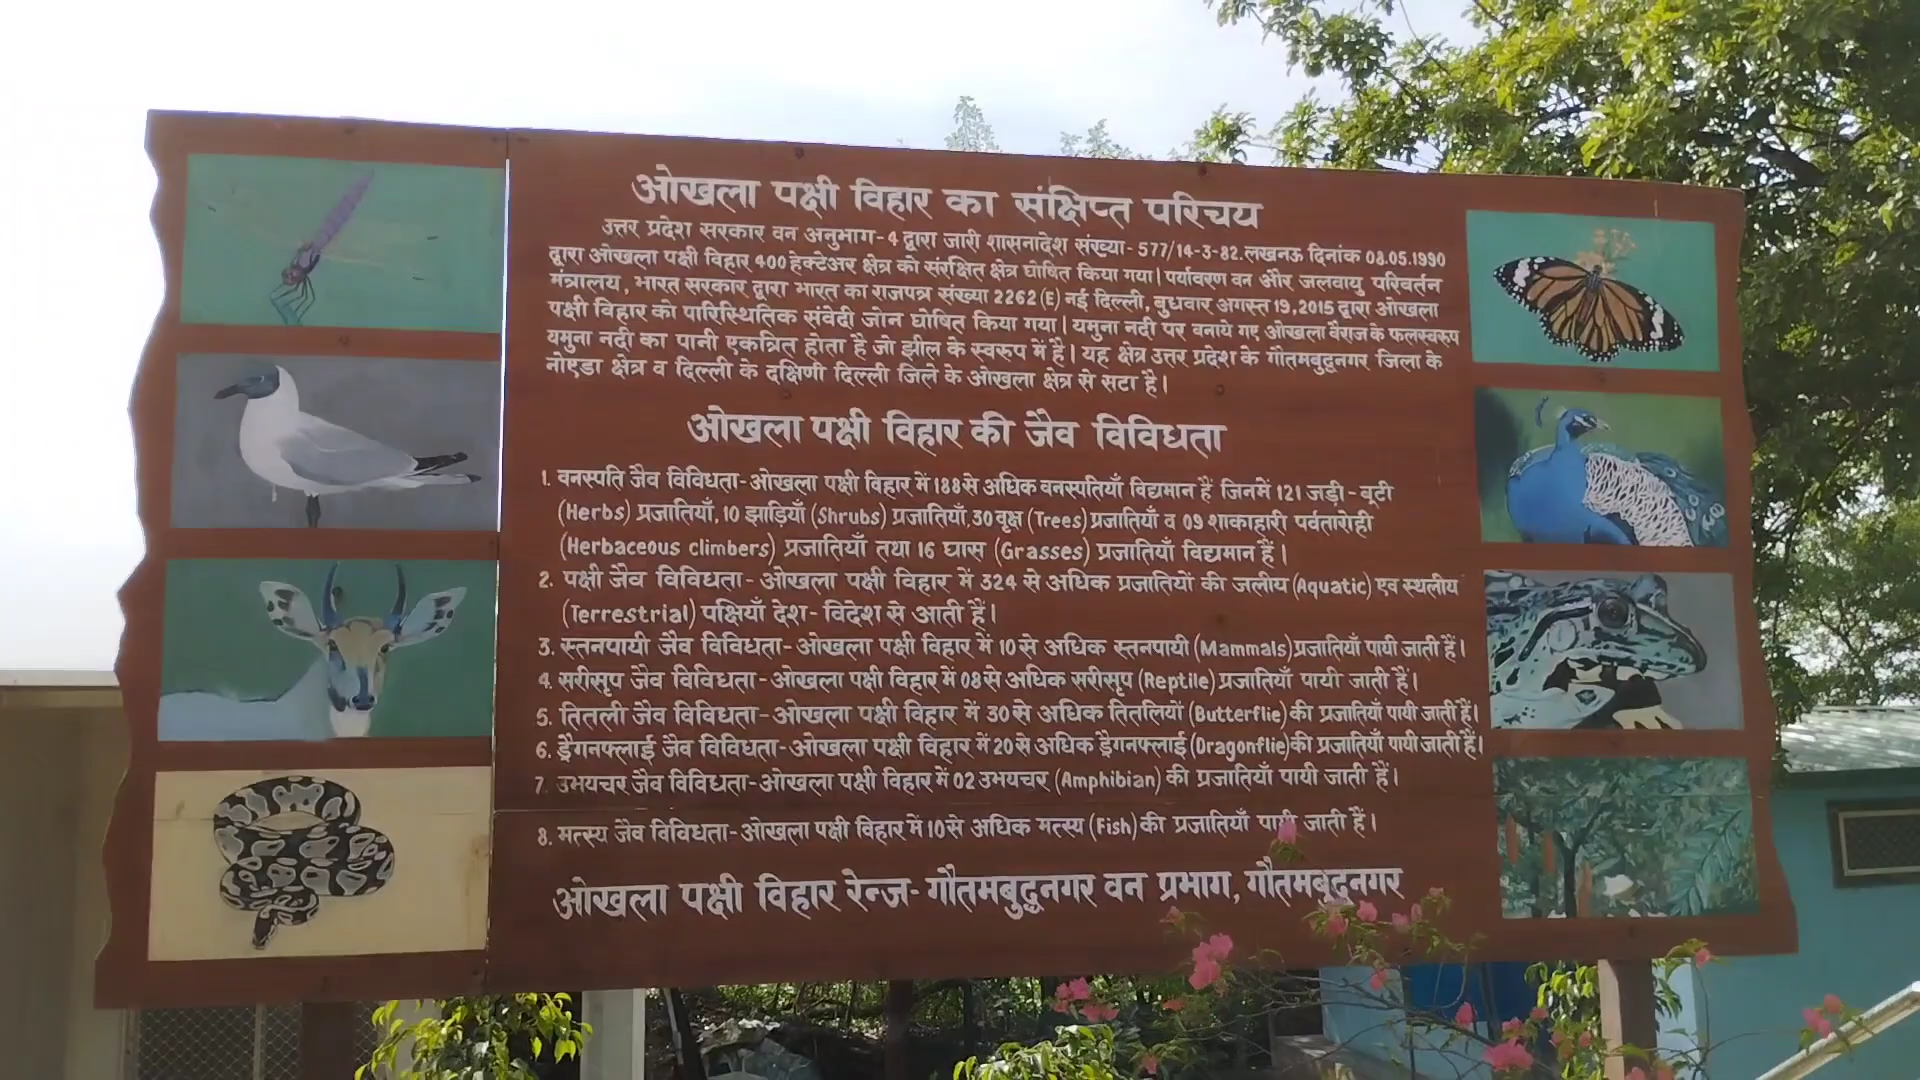 ओखला पक्षी विहार का संक्षिप्त परिचय
उत्तर प्रदेश सरकार वन अनुभाग-4 द्वारा जारी शासनादेश संख्या-577/14-3-82.लखनऊ दिनांक 08.05.1990
द्वारा ओखला पक्षी विहार 400 हेक्टेअर क्षेत्र को संरक्षित क्षेत्र घोषित किया गया। पर्यावरण वन और जलवायु परिवर्तन
मंत्रालय, भारत सरकार द्वारा भारत का राजपत्र संख्या 2262(E) नई दिल्ली, बुधवार अगस्त 19,2015 द्वारा ओखला
पक्षी विहार को पारिस्थितिक संवेदी जोन घोषित किया गया। यमुना नदी पर बनाये गए ओखला वैराज के फलस्वरुप
यमुना नदी का पानी एकत्रित होता है जो झील के स्वरुप में है। यह क्षेत्र उत्तर प्रदेश के गौतमबुद्धनगर जिला के
नोएडा क्षेत्र व दिल्ली के दक्षिणी दिल्ली जिले के ओखला क्षेत्र से सटा है।
ओखला पक्षी विहार की जैव विविधता
1. वनस्पति जैव विविधता-ओखला पक्षी विहार में 188 से अधिक वनस्पतियाँ विद्यमान हैं जिनमें 121 जड़ी-बूटी
(Herbs) प्रजातियाँ, 10 झाड़ियाँ (Shrubs) प्रजातियाँ, 30 वृक्ष (Trees) प्रजातियाँ व 09 शाकाहारी पर्वतारोही
(Herbaceous climbers) प्रजातियाँ तथा 16 घास (Grasses) प्रजातियाँ विद्यमान हैं।
2. पक्षी जैव विविधता-ओखला पक्षी विहार में 324 से अधिक प्रजातियों की जलीय (Aquatic) एव स्थलीय
(Terrestrial) पक्षियाँ देश-विदेश से आती हैं।
3. स्तनपायी जैव विविधता-ओखला पक्षी विहार में 10 से अधिक स्तनपायी (Mammals) प्रजातियाँ पायी जाती हैं।
4. सरीसृप जैव विविधता-ओखला पक्षी विहार में 08 से अधिक सरीसृप (Reptile) प्रजातियाँ पायी जाती हैं।
5. तितली जैव विविधता-ओखला पक्षी विहार में 30 से अधिक तितलियों (Butterflie) की प्रजातियाँ पायी जाती हैं।
6. ड्रैगनफ्लाई जैव विविधता-ओखला पक्षी विहार में 20 से अधिक ड्रैगनफ्लाई (Dragonflie) की प्रजातियाँ पायी जाती हैं।
7. उभयचर जैव विविधता-ओखला पक्षी विहार में 02 उभयचर (Amphibian) की प्रजातियाँ पायी जाती हैं।
8. मत्स्य जैव विविधता-ओखला पक्षी विहार में 10 से अधिक मत्स्य (Fish) की प्रजातियाँ पायी जाती हैं।
ओखला पक्षी विहार रेन्ज-गौतमबुद्धनगर वन प्रभाग, गौतमबुद्धनगर